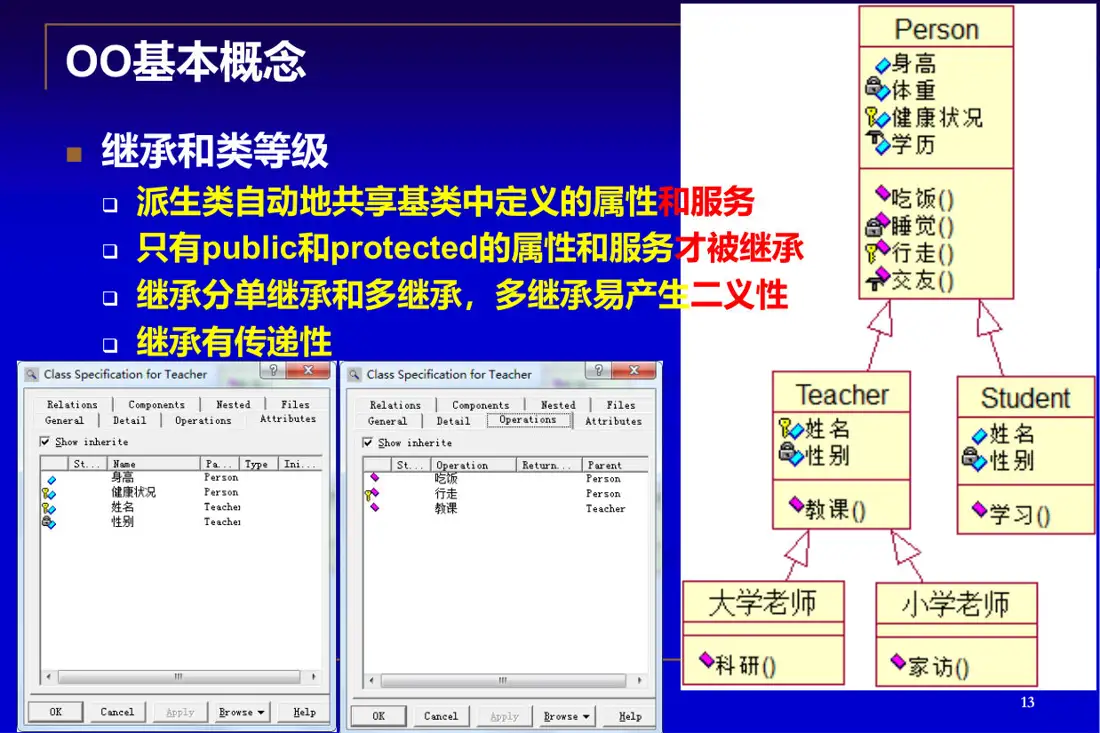 OO基本概念
继承和类等级
派生类自动地共享基类中定义的属性和服务
只有public和protected的属性和服务才被继承
继承分单继承和多继承，多继承易产生二义性
继承有传递性
Class Specification for Teacher
Relations Components Nested Files
General Detail Operations Attributes
Show inherite
St... Name Pa... Type Ini...
身高 Person
健康状况 Person
姓名 Teacher
性别 Teacher
OK Cancel Apply Browse Help
Class Specification for Teacher
Relations Components Nested Files
General Detail Operations Attributes
Show inherite
St... Operation Return... Parent
吃饭 Person
行走 Person
教课 Teacher
OK Cancel Apply Browse Help
Person
身高
体重
健康状况
学历
吃饭()
睡觉()
行走()
交友()
Teacher
姓名
性别
教课()
Student
姓名
性别
学习()
大学老师
科研()
小学老师
家访()
13